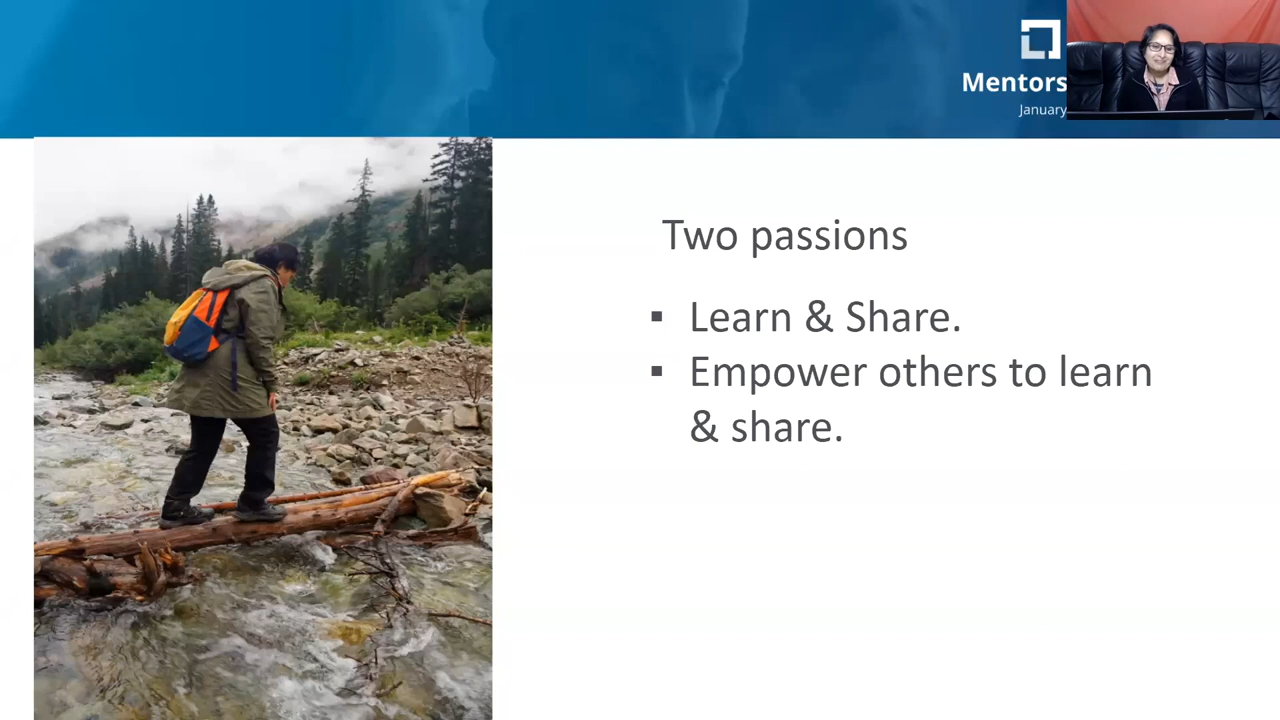 Mentors
January
Two passions
▪ Learn & Share.
▪ Empower others to learn
& share.